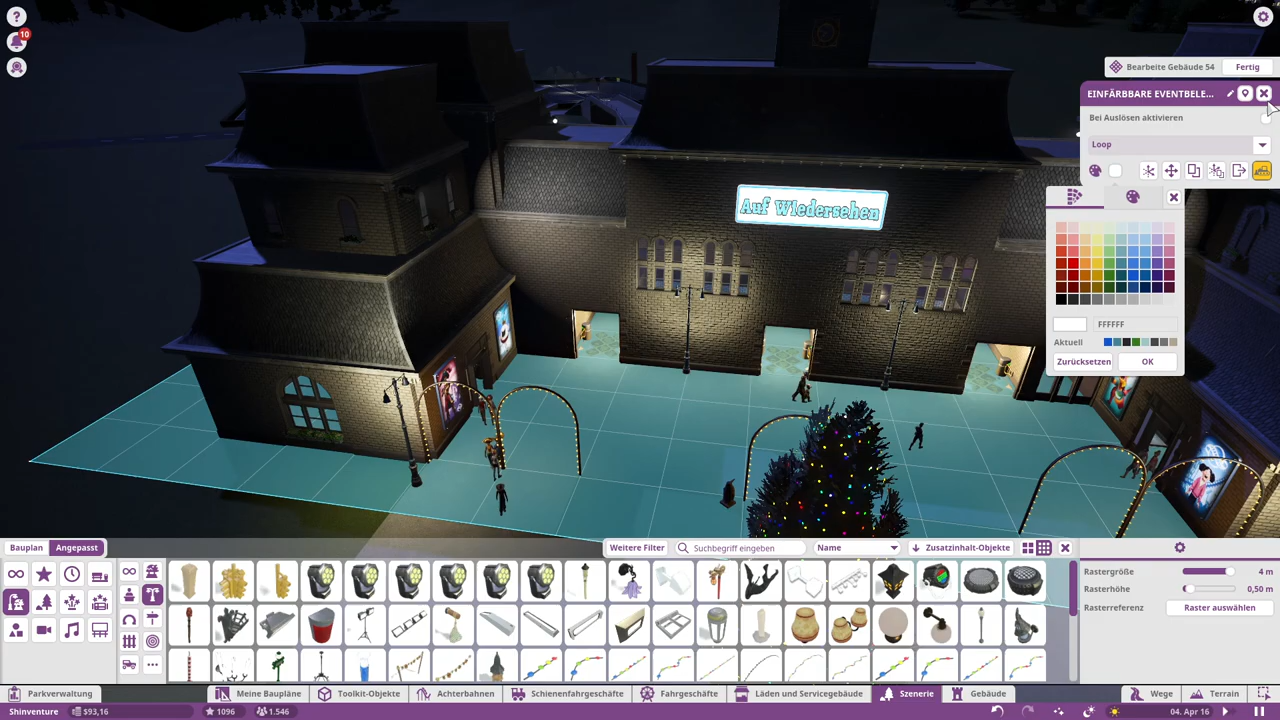 10
Bearbeite Gebäude 54
Fertig
EINFÄRBBARE EVENTBELE...
Bei Auslösen aktivieren
Loop
Auf Wiedersehen
FFFFFF
Aktuell
Zurücksetzen
OK
Bauplan
Angepasst
Weitere Filter
Suchbegriff eingeben
Name
Zusatzinhalt-Objekte
Rastergröße
4 m
Rasterhöhe
0,50 m
Rasterreferenz
Raster auswählen
Parkverwaltung
Meine Baupläne
Toolkit-Objekte
Achterbahnen
Schienenfahrgeschäfte
Fahrgeschäfte
Läden und Servicegebäude
Szenerie
Gebäude
Wege
Terrain
Shinventure
$93,16
1096
1.546
04. Apr 16